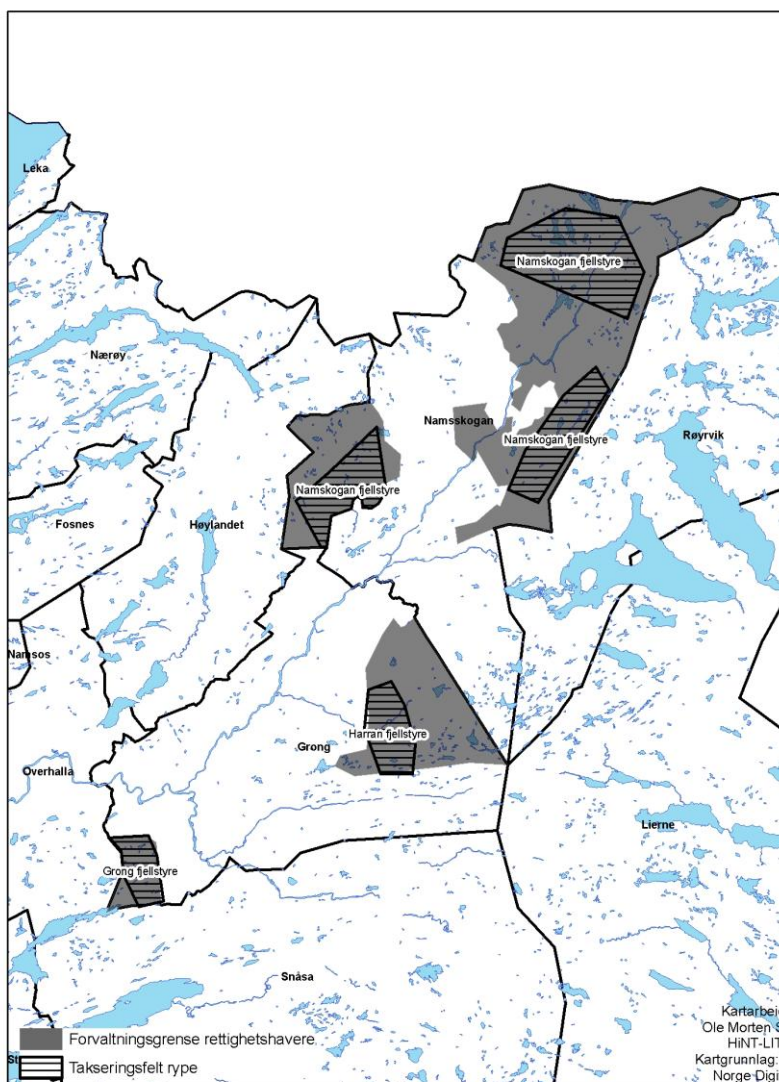 Leka
Namskogan fjellstyre
Nærøy
Namsskogan
Namskogan fjellstyre
Røyrvik
Namskogan fjellstyre
Fosnes
Høylandet
Namsos
Harran fjellstyre
Grong
Overhalla
Lierne
Grong fjellstyre
Snåsa
Kartarbei
Ole Morten S
HiNT-LIT
Kartgrunnlag:
Norge Digi
Forvaltningsgrense rettighetshavere
Takseringsfelt rype